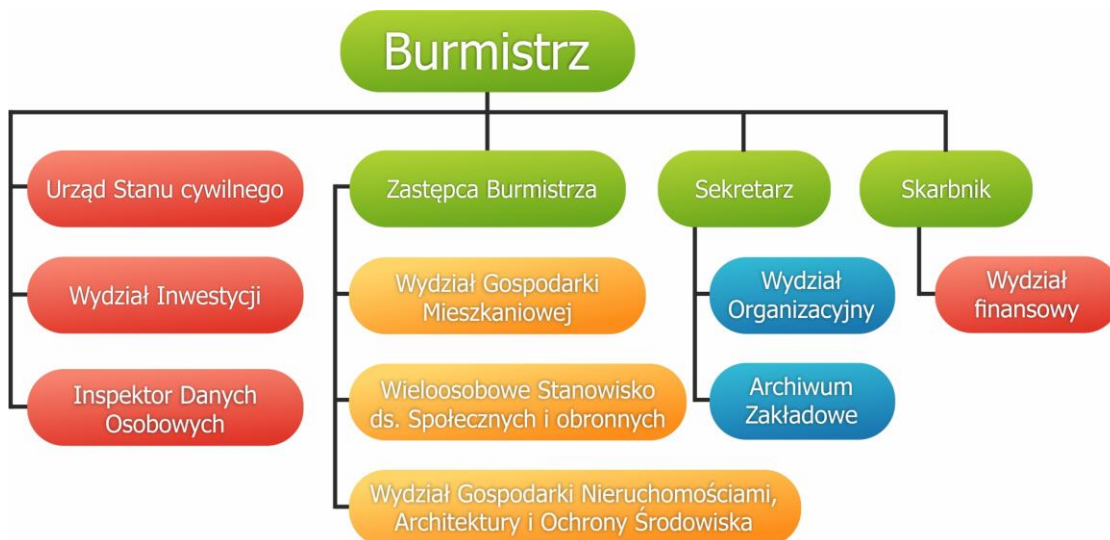 Burmistrz
Urząd Stanu cywilnego
Zastępca Burmistrza
Sekretarz
Skarbnik
Wydział Inwestycji
Wydział Gospodarki
Mieszkaniowej
Wydział
Organizacyjny
Wydział
finansowy
Inspektor Danych
Osobowych
Wieloosobowe Stanowisko
ds. Społecznych i obronnych
Archiwum
Zakładowe
Wydział Gospodarki Nieruchomościami,
Architektury i Ochrony Środowiska